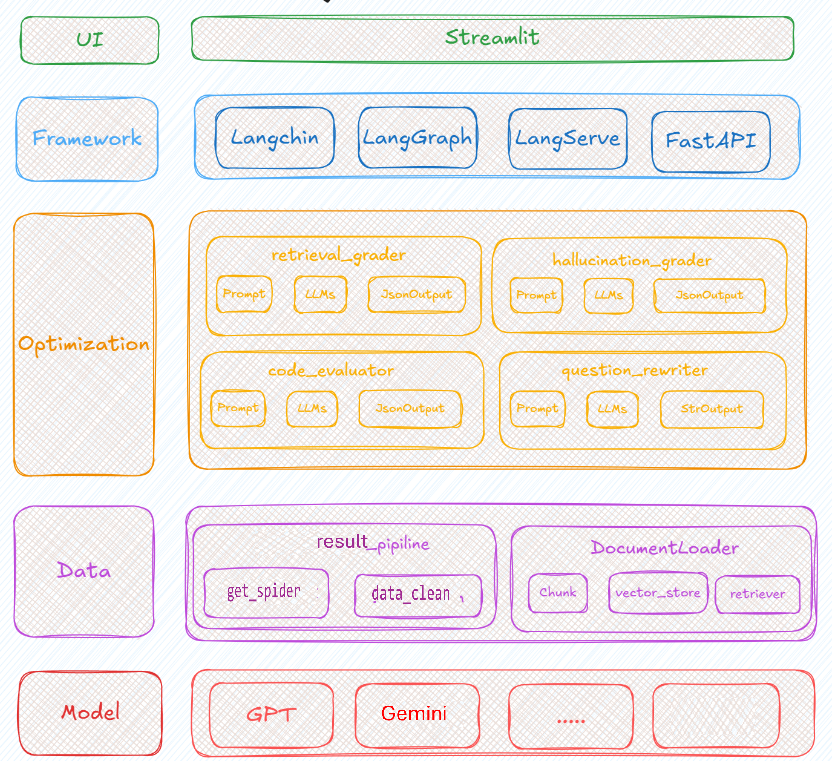 UI
Streamlit
Framework
Langchin
LangGraph
LangServe
FastAPI
Optimization
retrieval_grader
Prompt
LLMs
JsonOutput
hallucination_grader
Prompt
LLMs
JsonOutput
code_evaluator
Prompt
LLMs
JsonOutput
question_rewriter
Prompt
LLMs
StrOutput
Data
result_pipiline
get_spider
data_clean
DocumentLoader
Chunk
vector_store
retriever
Model
GPT
Gemini
.....